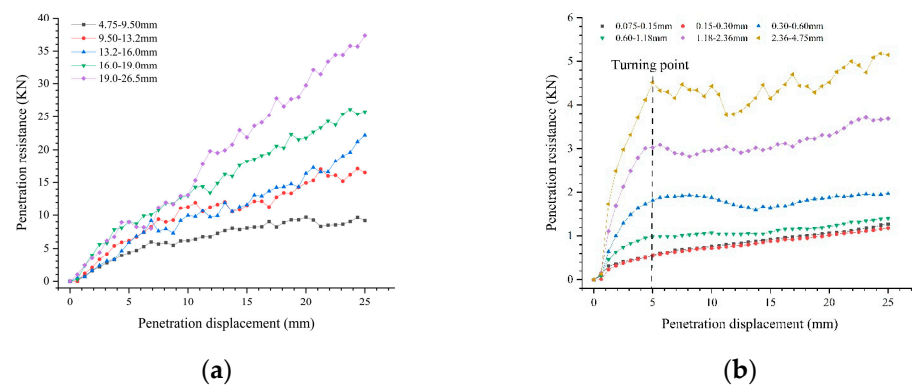 4.75-9.50mm
9.50-13.2mm
13.2-16.0mm
16.0-19.0mm
19.0-26.5mm
Penetration resistance (KN)
40
35
30
25
20
15
10
5
0
0 5 10 15 20 25
Penetration displacement (mm)
(a)
0.075-0.15mm 0.15-0.30mm 0.30-0.60mm
0.60-1.18mm 1.18-2.36mm 2.36-4.75mm
Turning point
Penetration resistance (KN)
6
5
4
3
2
1
0
0 5 10 15 20 25
Penetration displacement (mm)
(b)